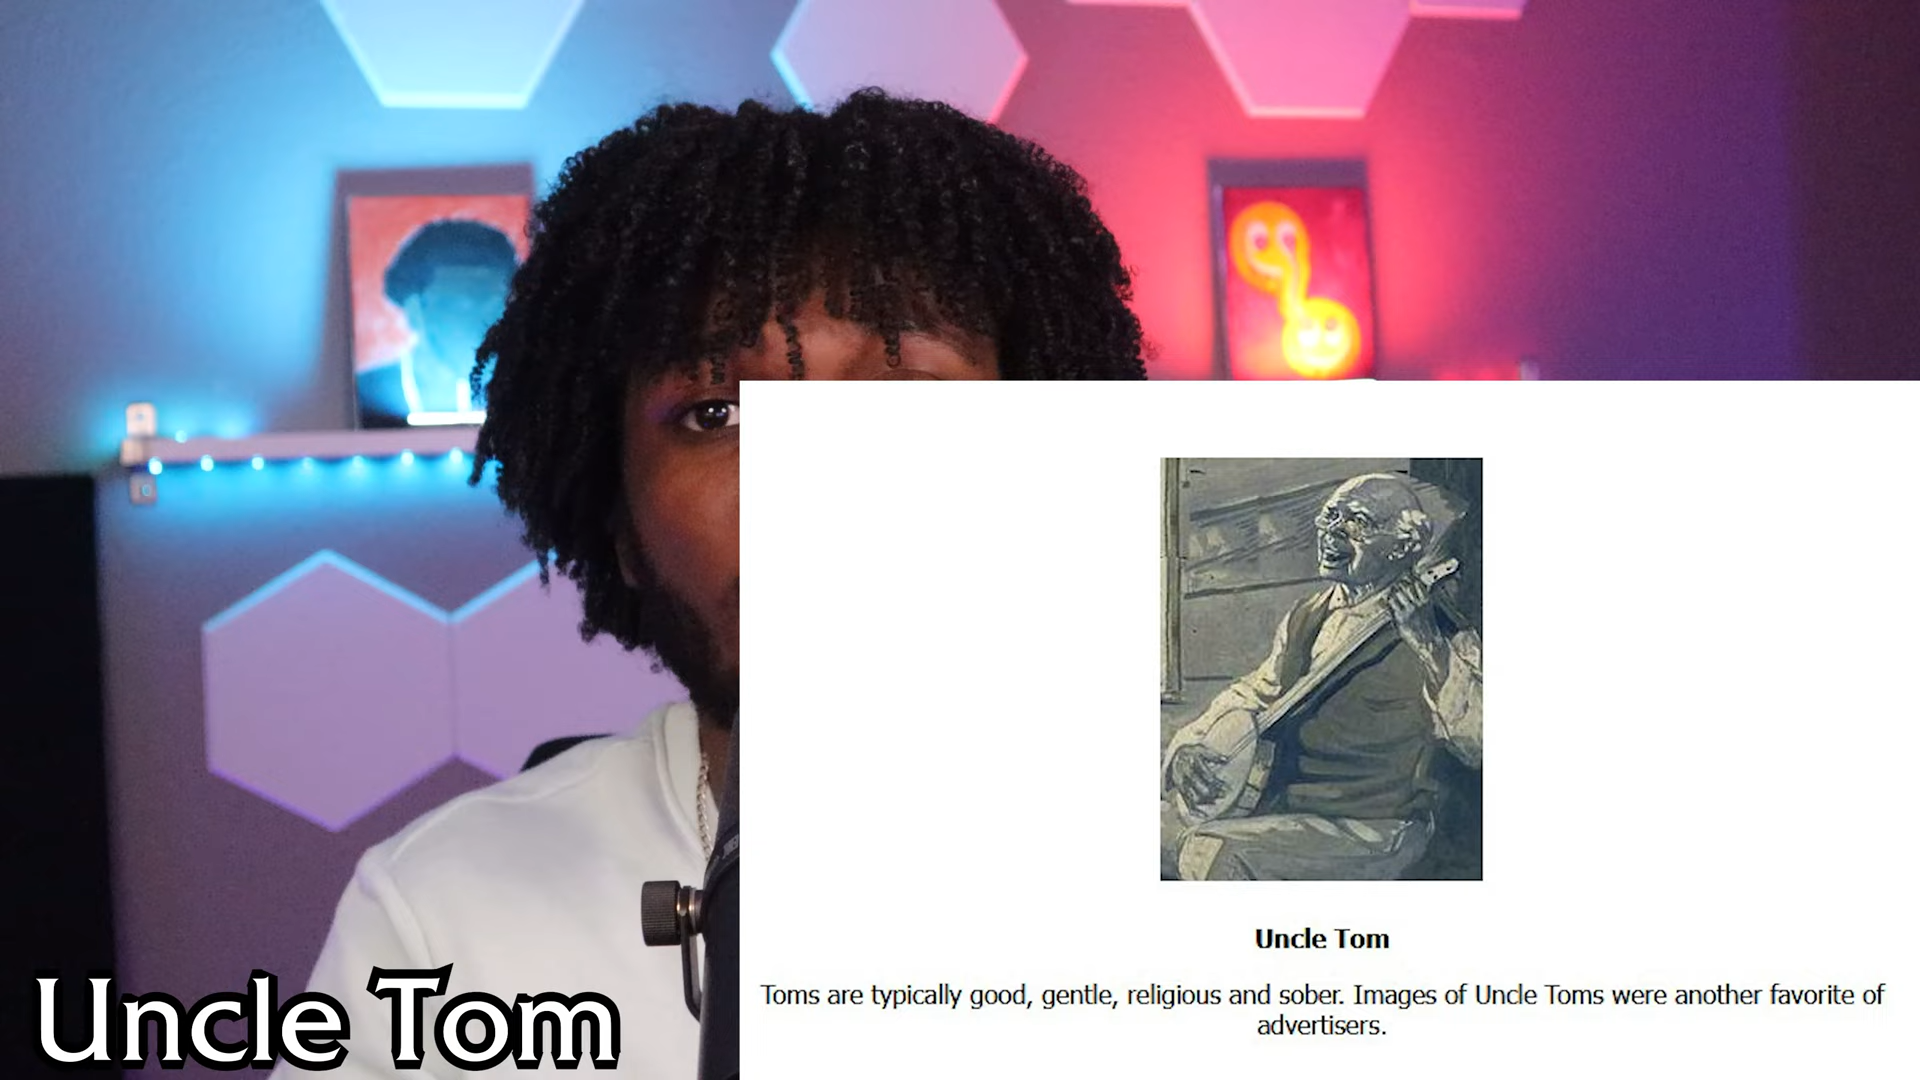 Uncle Tom
Toms are typically good, gentle, religious and sober. Images of Uncle Toms were another favorite of
advertisers.
Uncle Tom